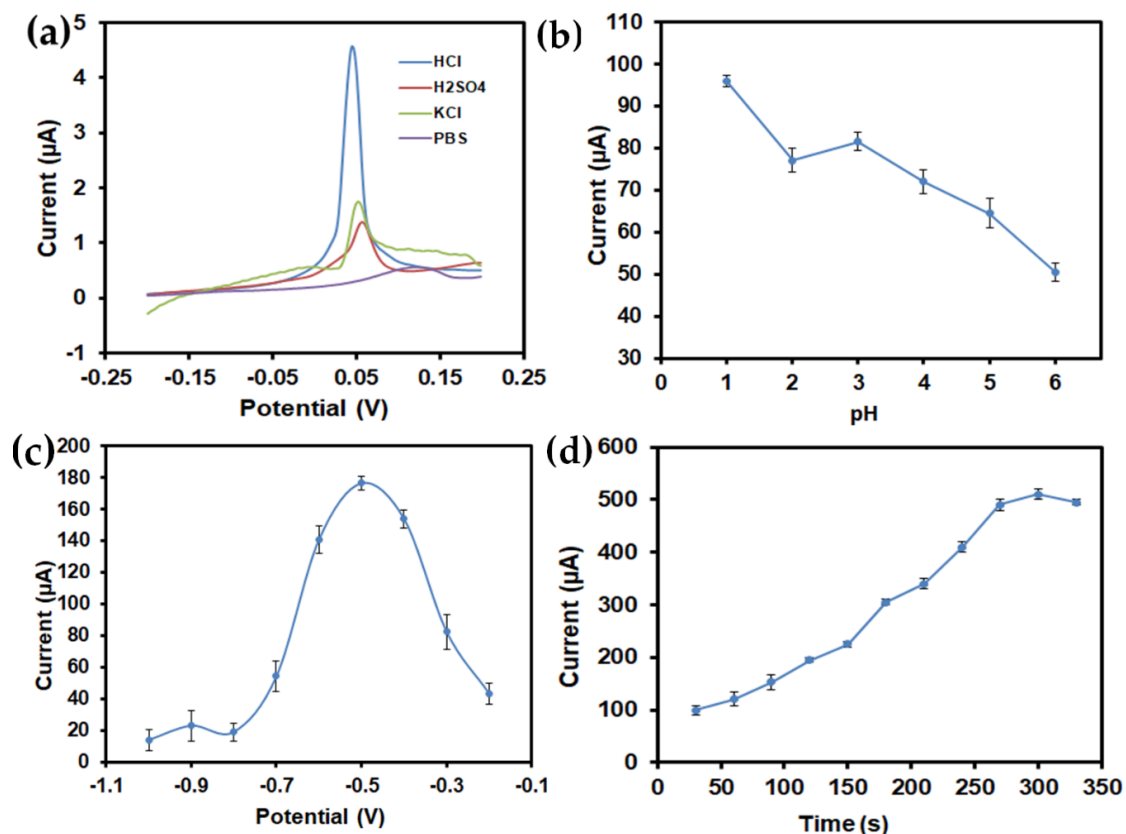 (a)
5
4
3
2
1
0
-1
-0.25 -0.15 -0.05 0.05 0.15 0.25
Current (µA)
Potential (V)
HCl
H2SO4
KCl
PBS
(b)
110
100
90
80
70
60
50
40
30
0 1 2 3 4 5 6
Current (µA)
pH
(c)
200
180
160
140
120
100
80
60
40
20
0
-1.1 -0.9 -0.7 -0.5 -0.3 -0.1
Current (µA)
Potential (V)
(d)
600
500
400
300
200
100
0
0 50 100 150 200 250 300 350
Current (µA)
Time (s)